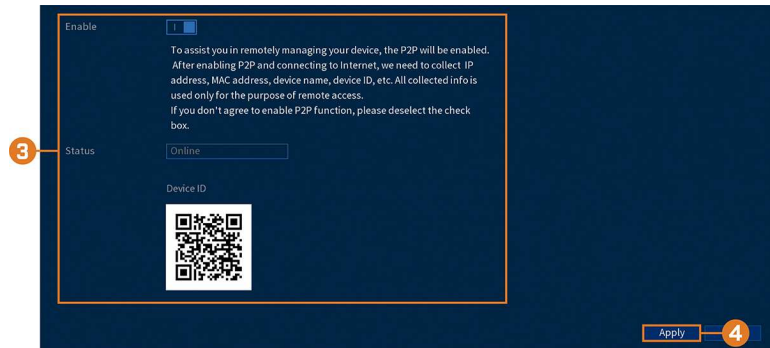 Enable
To assist you in remotely managing your device, the P2P will be enabled.
After enabling P2P and connecting to Internet, we need to collect IP
address, MAC address, device name, device ID, etc. All collected info is
used only for the purpose of remote access.
If you don't agree to enable P2P function, please deselect the check
box.
3
Status
Online
Device ID
Apply
4